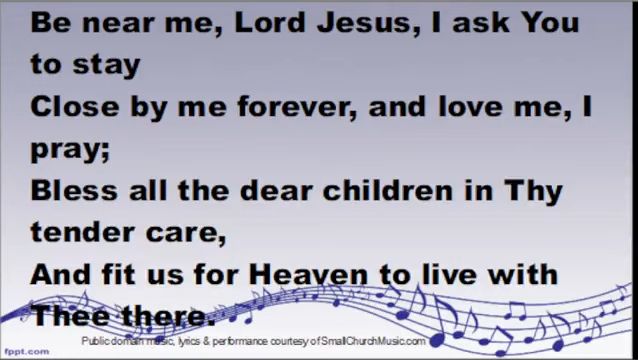 Be near me, Lord Jesus, I ask You
to stay
Close by me forever, and love me, I
pray;
Bless all the dear children in Thy
tender care,
And fit us for Heaven to live with
Thee there.
Public domain music, lyrics & performance courtesy of SmallChurchMusic.com
fppt.com